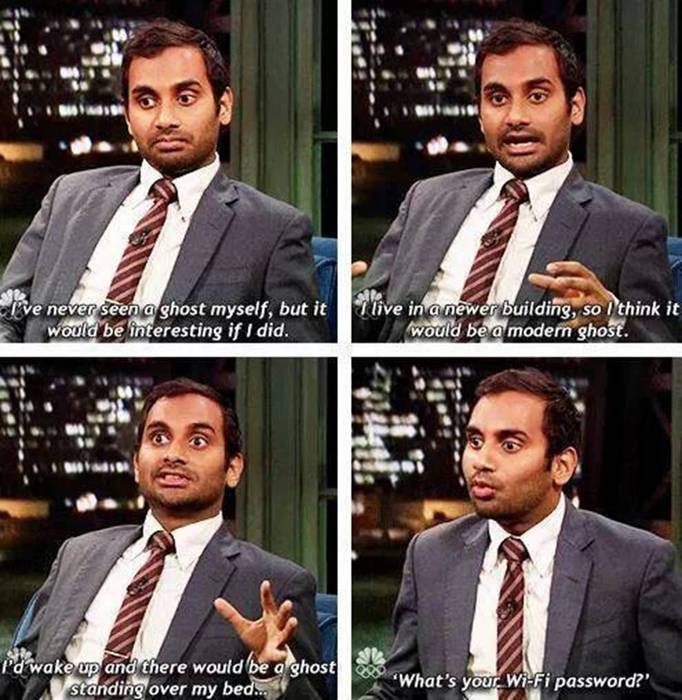 I've never seen a ghost myself, but it
would be interesting if I did.
I live in a newer building, so I think it
would be a modern ghost.
I'd wake up and there would be a ghost
standing over my bed...
'What's your Wi-Fi password?'